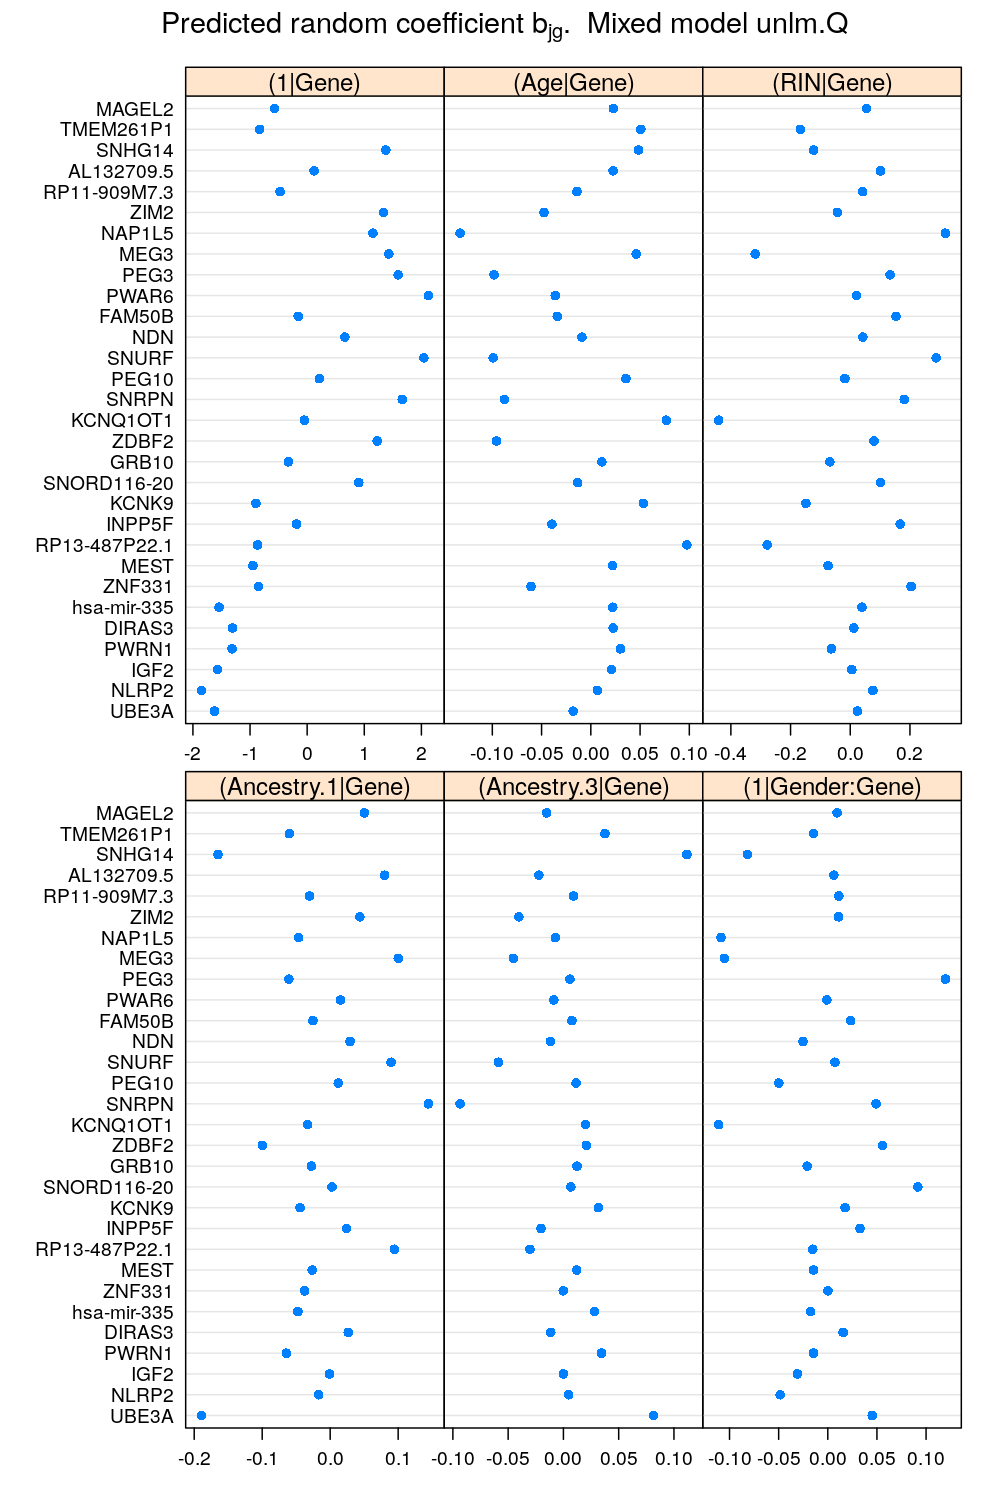 Predicted random coefficient bjg.  Mixed model unlm.Q
(1|Gene) (Age|Gene) (RIN|Gene)
MAGEL2
TMEM261P1
SNHG14
AL132709.5
RP11-909M7.3
ZIM2
NAP1L5
MEG3
PEG3
PWAR6
FAM50B
NDN
SNURF
PEG10
SNRPN
KCNQ1OT1
ZDBF2
GRB10
SNORD116-20
KCNK9
INPP5F
RP13-487P22.1
MEST
ZNF331
hsa-mir-335
DIRAS3
PWRN1
IGF2
NLRP2
UBE3A
-2 -1 0 1 2 -0.10 -0.05 0.00 0.05 0.10 -0.4 -0.2 0.0 0.2
(Ancestry.1|Gene) (Ancestry.3|Gene) (1|Gender:Gene)
MAGEL2
TMEM261P1
SNHG14
AL132709.5
RP11-909M7.3
ZIM2
NAP1L5
MEG3
PEG3
PWAR6
FAM50B
NDN
SNURF
PEG10
SNRPN
KCNQ1OT1
ZDBF2
GRB10
SNORD116-20
KCNK9
INPP5F
RP13-487P22.1
MEST
ZNF331
hsa-mir-335
DIRAS3
PWRN1
IGF2
NLRP2
UBE3A
-0.2 -0.1 0.0 0.1 -0.10 -0.05 0.00 0.05 0.10 -0.10 -0.05 0.00 0.05 0.10